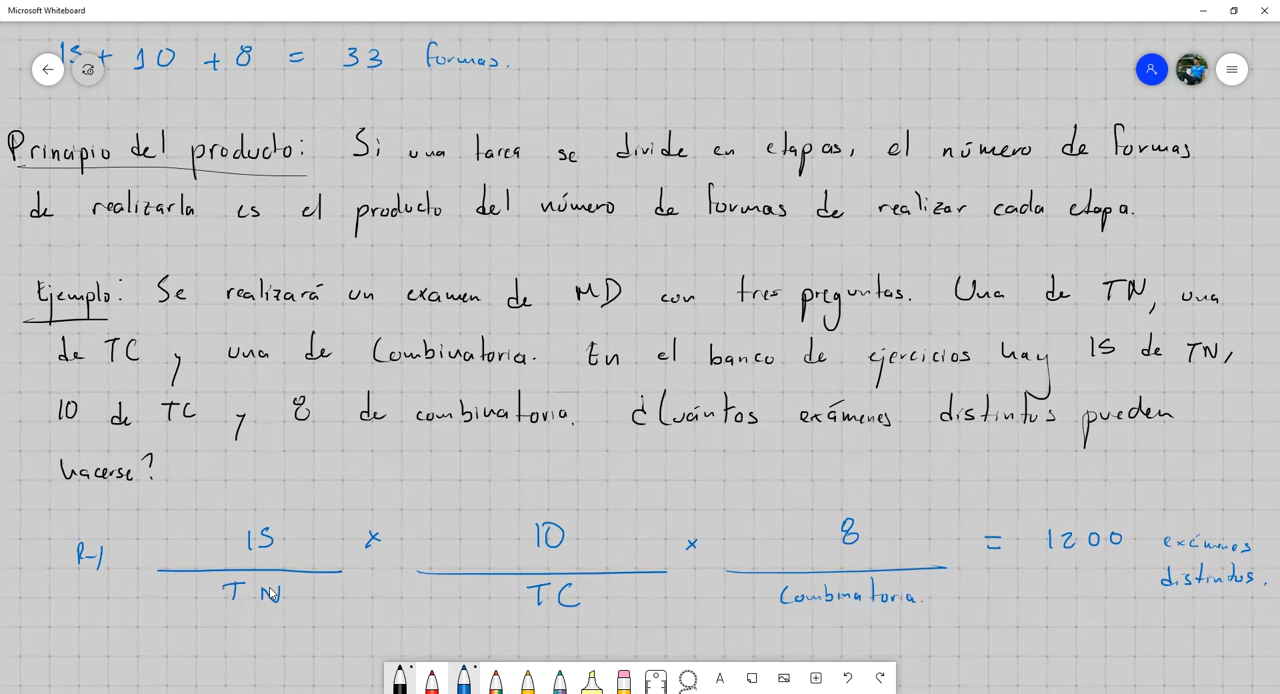 Microsoft Whiteboard
15 + 10 + 8 = 33 formas.
Principio del producto: Si una tarea se divide en etapas, el número de formas
de realizarla es el producto del número de formas de realizar cada etapa.
Ejemplo: Se realizará un examen de MD con tres preguntas. Una de TN, una
de TC y una de Combinatoria. En el banco de ejercicios hay 15 de TN,
10 de TC y 8 de combinatoria. ¿Cuántos exámenes distintos pueden
hacerse?
R-/ 15 x 10 x 8 = 1200 exámenes
distintos.
TN TC Combinatoria.
A